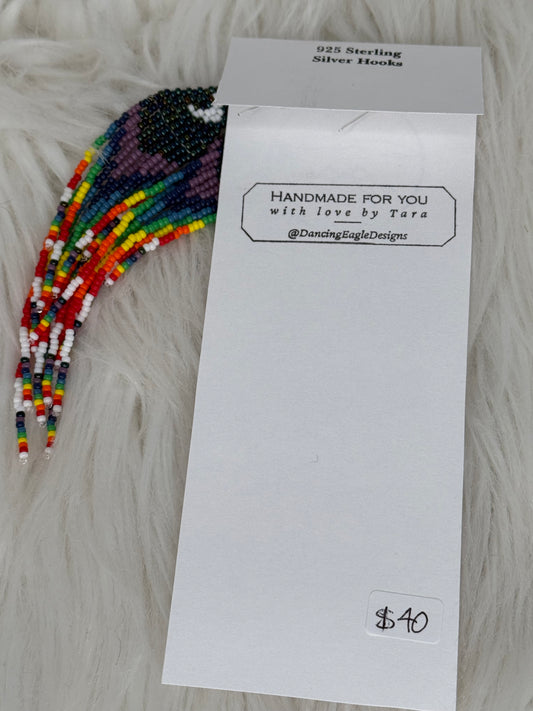 925 Sterling
Silver Hooks
HANDMADE FOR YOU
with love by Tara
@DancingEagleDesigns
$40